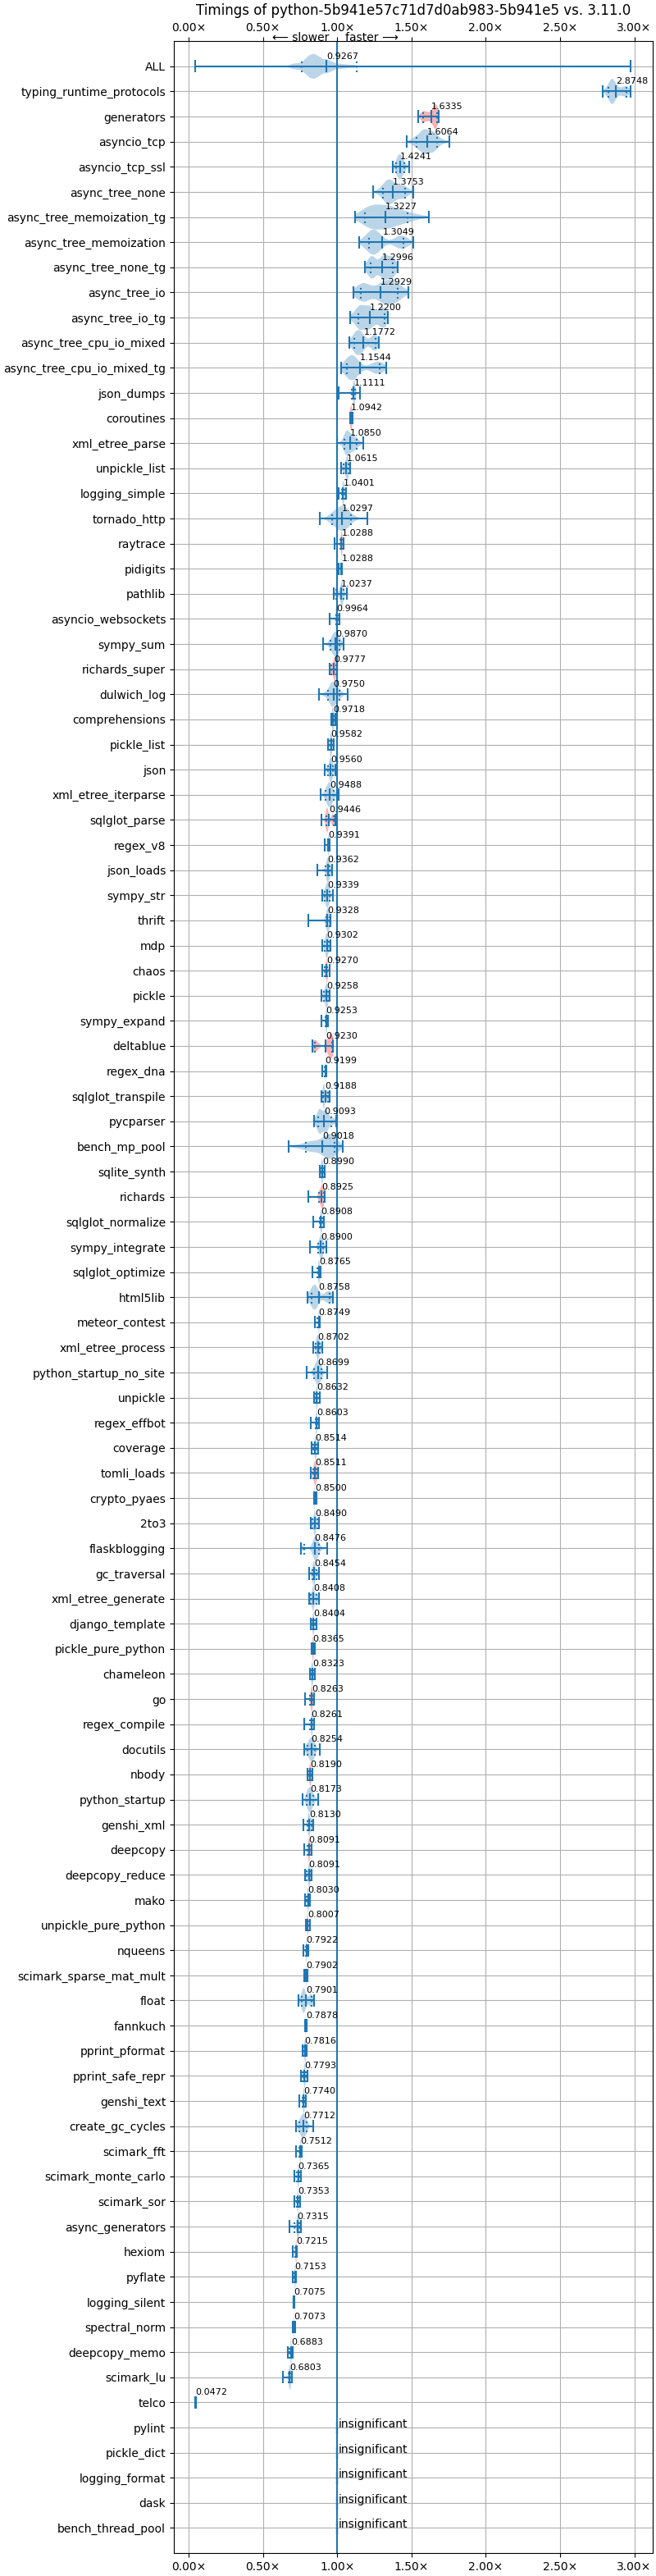 Timings of python-5b941e57c71d7d0ab983-5b941e5 vs. 3.11.0
0.00× 0.50× 1.00× 1.50× 2.00× 2.50× 3.00×
⟵ slower faster ⟶
ALL 0.9267
typing_runtime_protocols 2.8748
generators 1.6335
asyncio_tcp 1.6064
asyncio_tcp_ssl 1.4241
async_tree_none 1.3753
async_tree_memoization_tg 1.3227
async_tree_memoization 1.3049
async_tree_none_tg 1.2996
async_tree_io 1.2929
async_tree_io_tg 1.2200
async_tree_cpu_io_mixed 1.1772
async_tree_cpu_io_mixed_tg 1.1544
json_dumps 1.1111
coroutines 1.0942
xml_etree_parse 1.0850
unpickle_list 1.0615
logging_simple 1.0401
tornado_http 1.0297
raytrace 1.0288
pidigits 1.0288
pathlib 1.0237
asyncio_websockets 0.9964
sympy_sum 0.9870
richards_super 0.9777
dulwich_log 0.9750
comprehensions 0.9718
pickle_list 0.9582
json 0.9560
xml_etree_iterparse 0.9488
sqlglot_parse 0.9446
regex_v8 0.9391
json_loads 0.9362
sympy_str 0.9339
thrift 0.9328
mdp 0.9302
chaos 0.9270
pickle 0.9258
sympy_expand 0.9253
deltablue 0.9230
regex_dna 0.9199
sqlglot_transpile 0.9188
pycparser 0.9093
bench_mp_pool 0.9018
sqlite_synth 0.8990
richards 0.8925
sqlglot_normalize 0.8908
sympy_integrate 0.8900
sqlglot_optimize 0.8765
html5lib 0.8758
meteor_contest 0.8749
xml_etree_process 0.8702
python_startup_no_site 0.8699
unpickle 0.8632
regex_effbot 0.8603
coverage 0.8514
tomli_loads 0.8511
crypto_pyaes 0.8500
2to3 0.8490
flaskblogging 0.8476
gc_traversal 0.8454
xml_etree_generate 0.8408
django_template 0.8404
pickle_pure_python 0.8365
chameleon 0.8323
go 0.8263
regex_compile 0.8261
docutils 0.8254
nbody 0.8190
python_startup 0.8173
genshi_xml 0.8130
deepcopy 0.8091
deepcopy_reduce 0.8091
mako 0.8030
unpickle_pure_python 0.8007
nqueens 0.7922
scimark_sparse_mat_mult 0.7902
float 0.7901
fannkuch 0.7878
pprint_pformat 0.7816
pprint_safe_repr 0.7793
genshi_text 0.7740
create_gc_cycles 0.7712
scimark_fft 0.7512
scimark_monte_carlo 0.7365
scimark_sor 0.7353
async_generators 0.7315
hexiom 0.7215
pyflate 0.7153
logging_silent 0.7075
spectral_norm 0.7073
deepcopy_memo 0.6883
scimark_lu 0.6803
telco 0.0472
pylint insignificant
pickle_dict insignificant
logging_format insignificant
dask insignificant
bench_thread_pool insignificant
0.00× 0.50× 1.00× 1.50× 2.00× 2.50× 3.00×